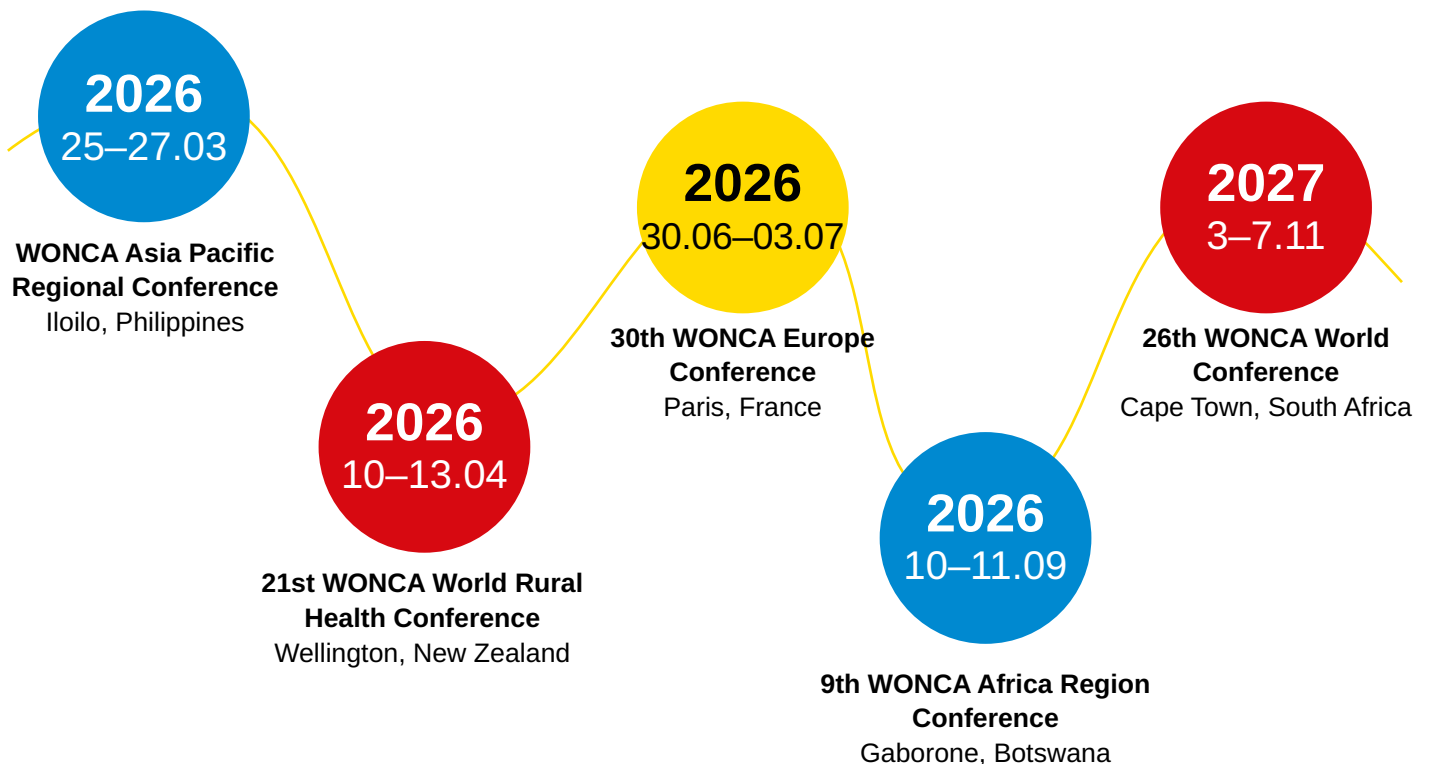 2026
25–27.03
WONCA Asia Pacific
Regional Conference
Iloilo, Philippines
2026
10–13.04
21st WONCA World Rural
Health Conference
Wellington, New Zealand
2026
30.06–03.07
30th WONCA Europe
Conference
Paris, France
2026
10–11.09
9th WONCA Africa Region
Conference
Gaborone, Botswana
2027
3–7.11
26th WONCA World
Conference
Cape Town, South Africa